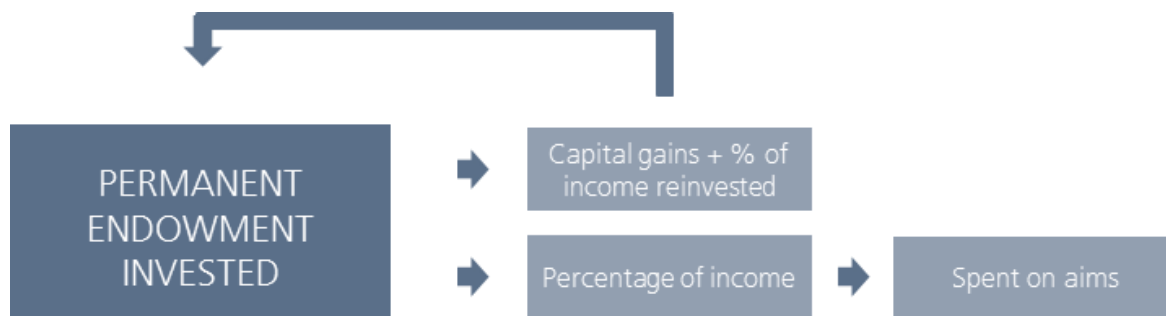 PERMANENT
ENDOWMENT
INVESTED
Capital gains + % of
income reinvested
Percentage of income
Spent on aims